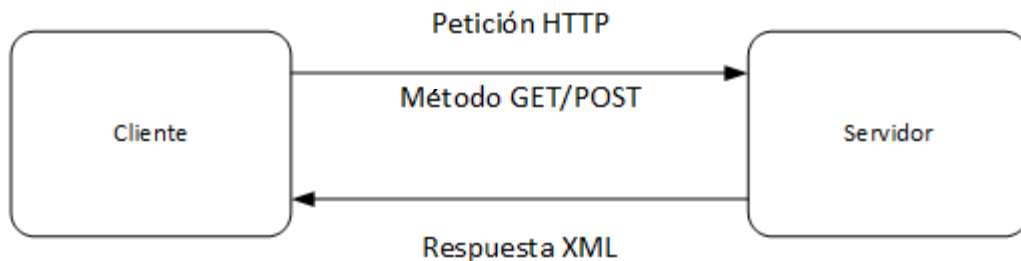 Petición HTTP
Método GET/POST
Cliente
Servidor
Respuesta XML